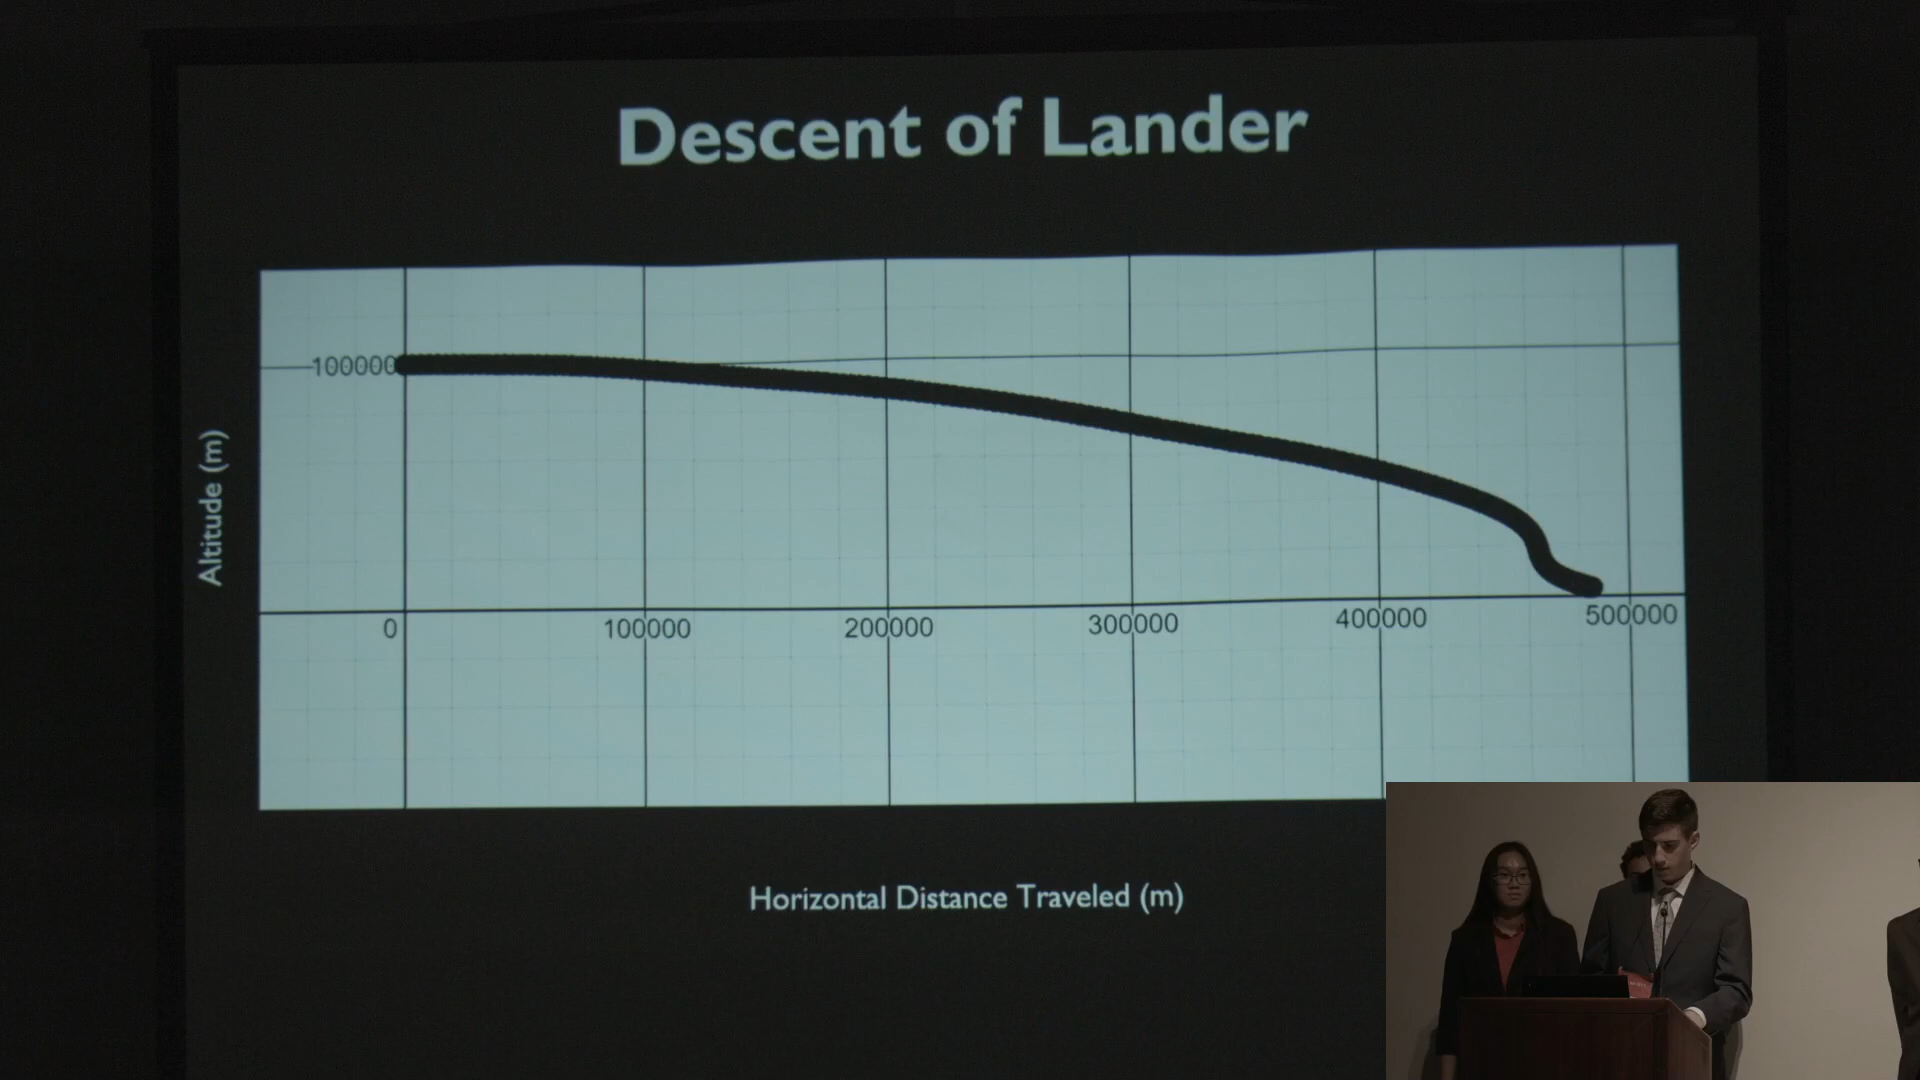 Descent of Lander
100000
Altitude (m)
0
100000
200000
300000
400000
500000
Horizontal Distance Traveled (m)